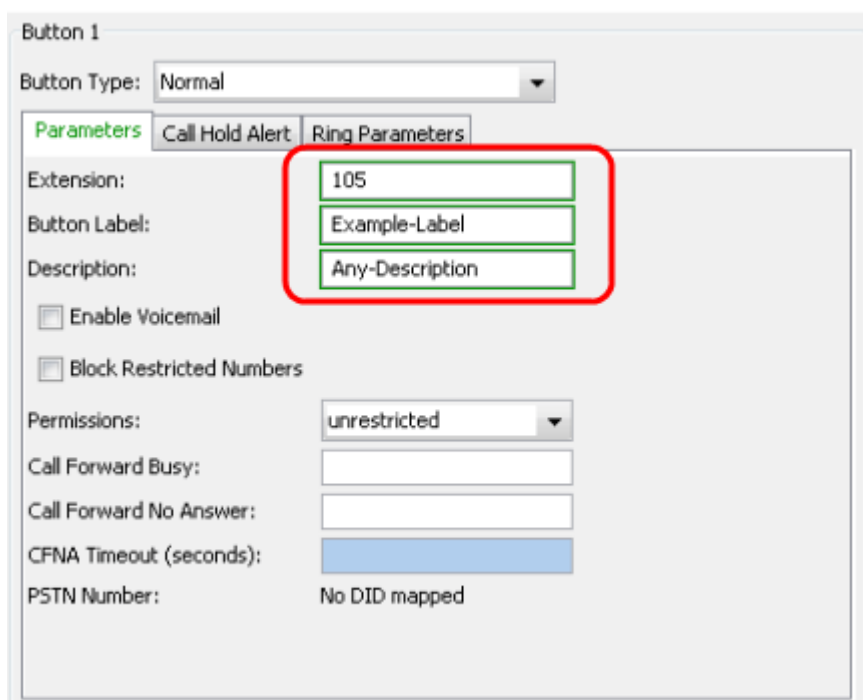 Button 1
Button Type: Normal
Parameters Call Hold Alert Ring Parameters
Extension: 105
Button Label: Example-Label
Description: Any-Description
Enable Voicemail
Block Restricted Numbers
Permissions: unrestricted
Call Forward Busy:
Call Forward No Answer:
CFNA Timeout (seconds):
PSTN Number: No DID mapped